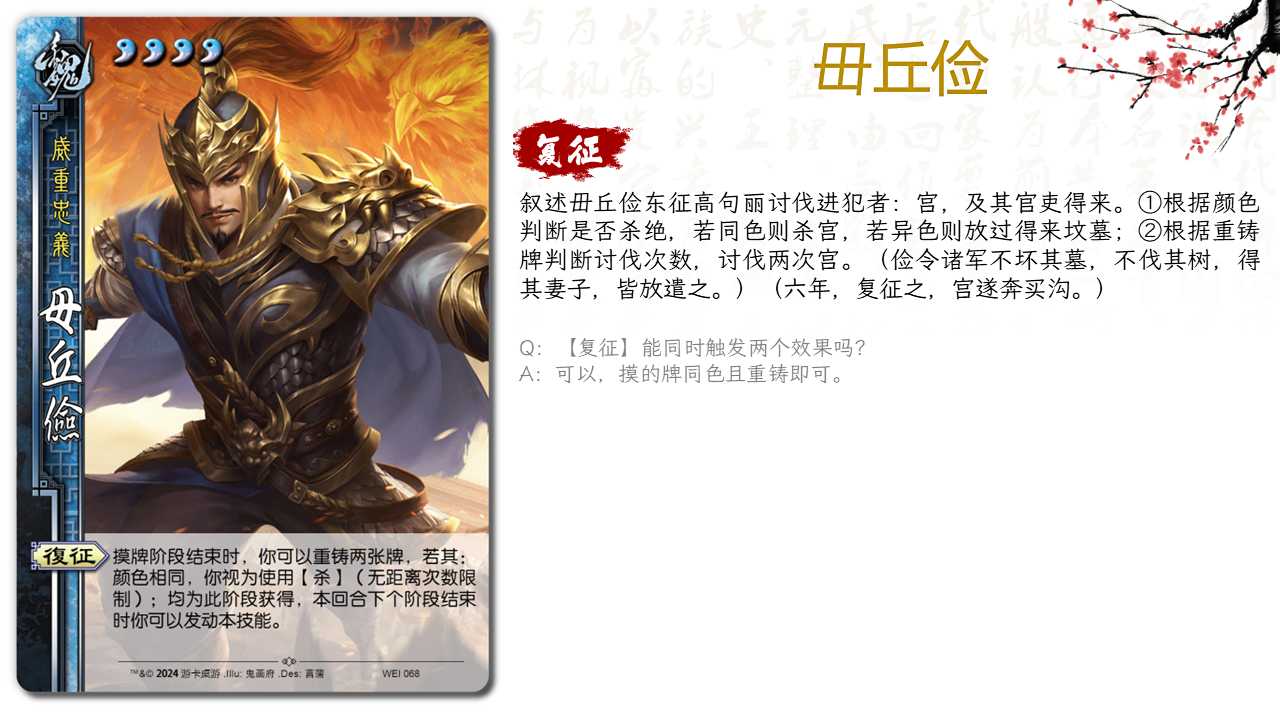 魏
威重忠義
毌丘儉
復征
摸牌阶段结束时，你可以重铸两张牌，若其：
颜色相同，你视为使用【杀】（无距离次数限
制）；均为此阶段获得，本回合下个阶段结束
时你可以发动本技能。
™&© 2024 游卡桌游 .Illu: 鬼画府 .Des: 菖蒲 WEI 068
毌丘俭
复征
叙述毌丘俭东征高句丽讨伐进犯者：宫，及其官吏得来。①根据颜色
判断是否杀绝，若同色则杀宫，若异色则放过得来坟墓；②根据重铸
牌判断讨伐次数，讨伐两次宫。（俭令诸军不坏其墓，不伐其树，得
其妻子，皆放遣之。）（六年，复征之，宫遂奔买沟。）
Q：【复征】能同时触发两个效果吗？
A：可以，摸的牌同色且重铸即可。